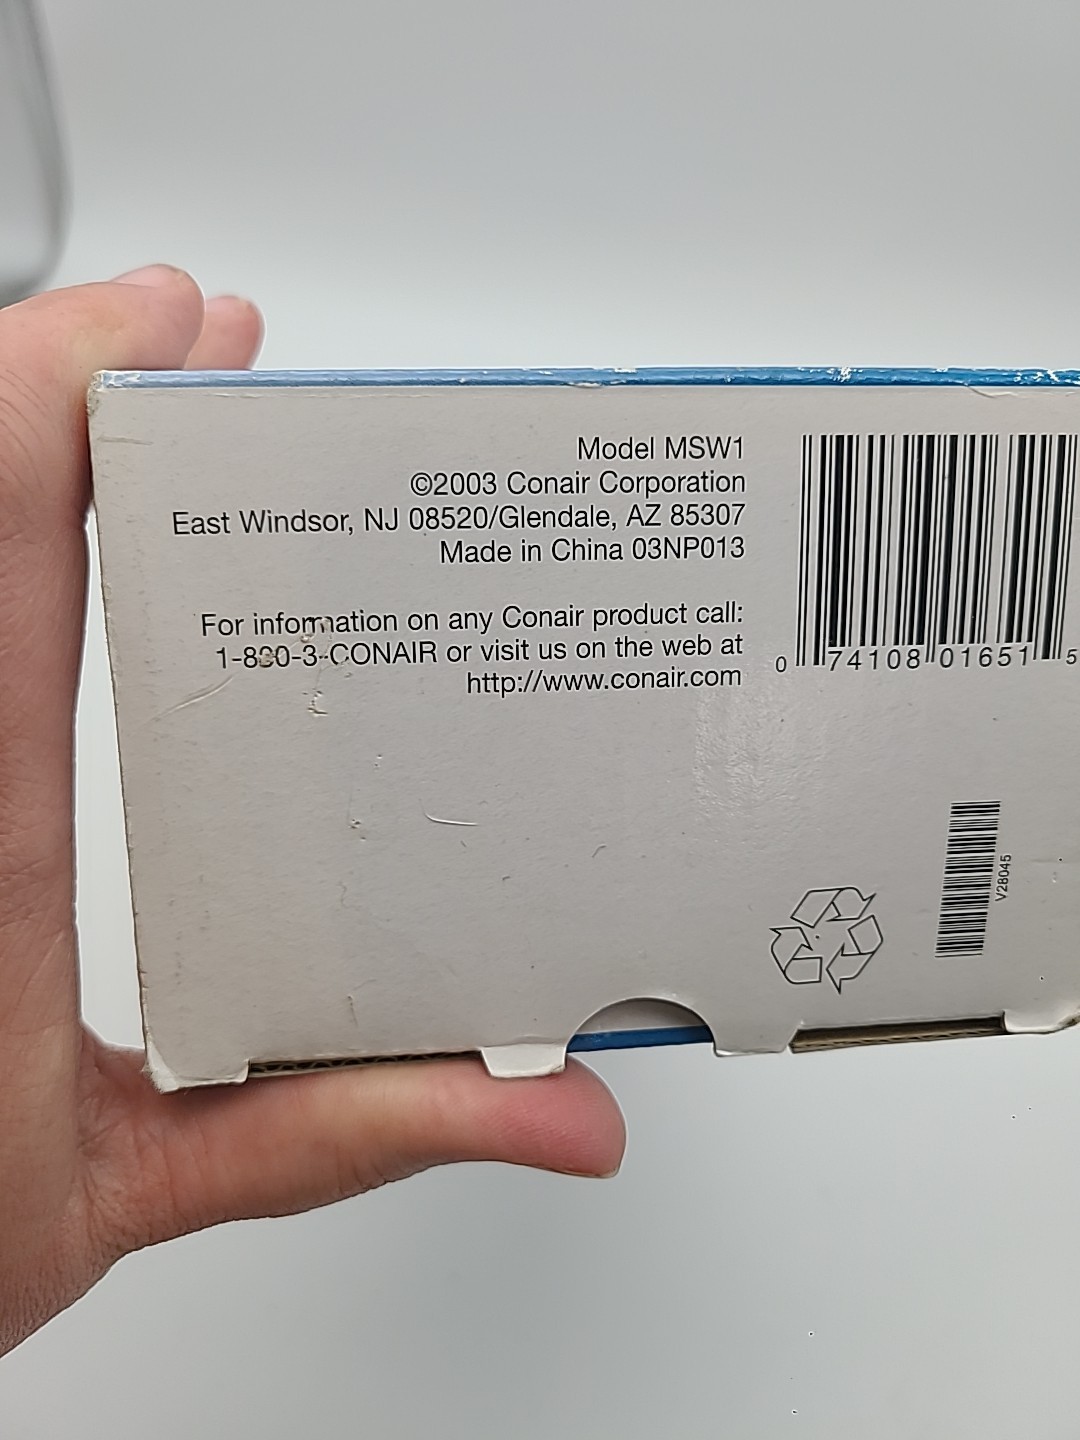 Model MSW1
©2003 Conair Corporation
East Windsor, NJ 08520/Glendale, AZ 85307
Made in China 03NP013
For information on any Conair product call:
1-800-3-CONAIR or visit us on the web at
http://www.conair.com
0 74108 01651 5
V28045